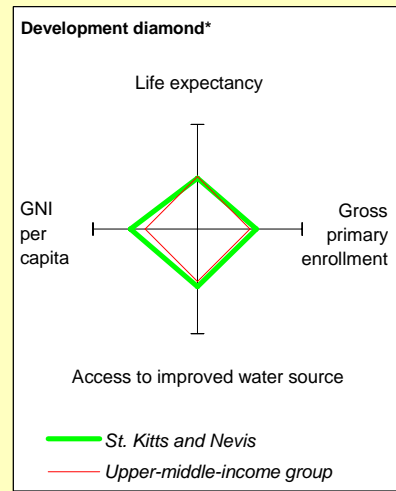 Development diamond*
Life expectancy
GNI
per
capita
Gross
primary
enrollment
Access to improved water source
St. Kitts and Nevis
Upper-middle-income group